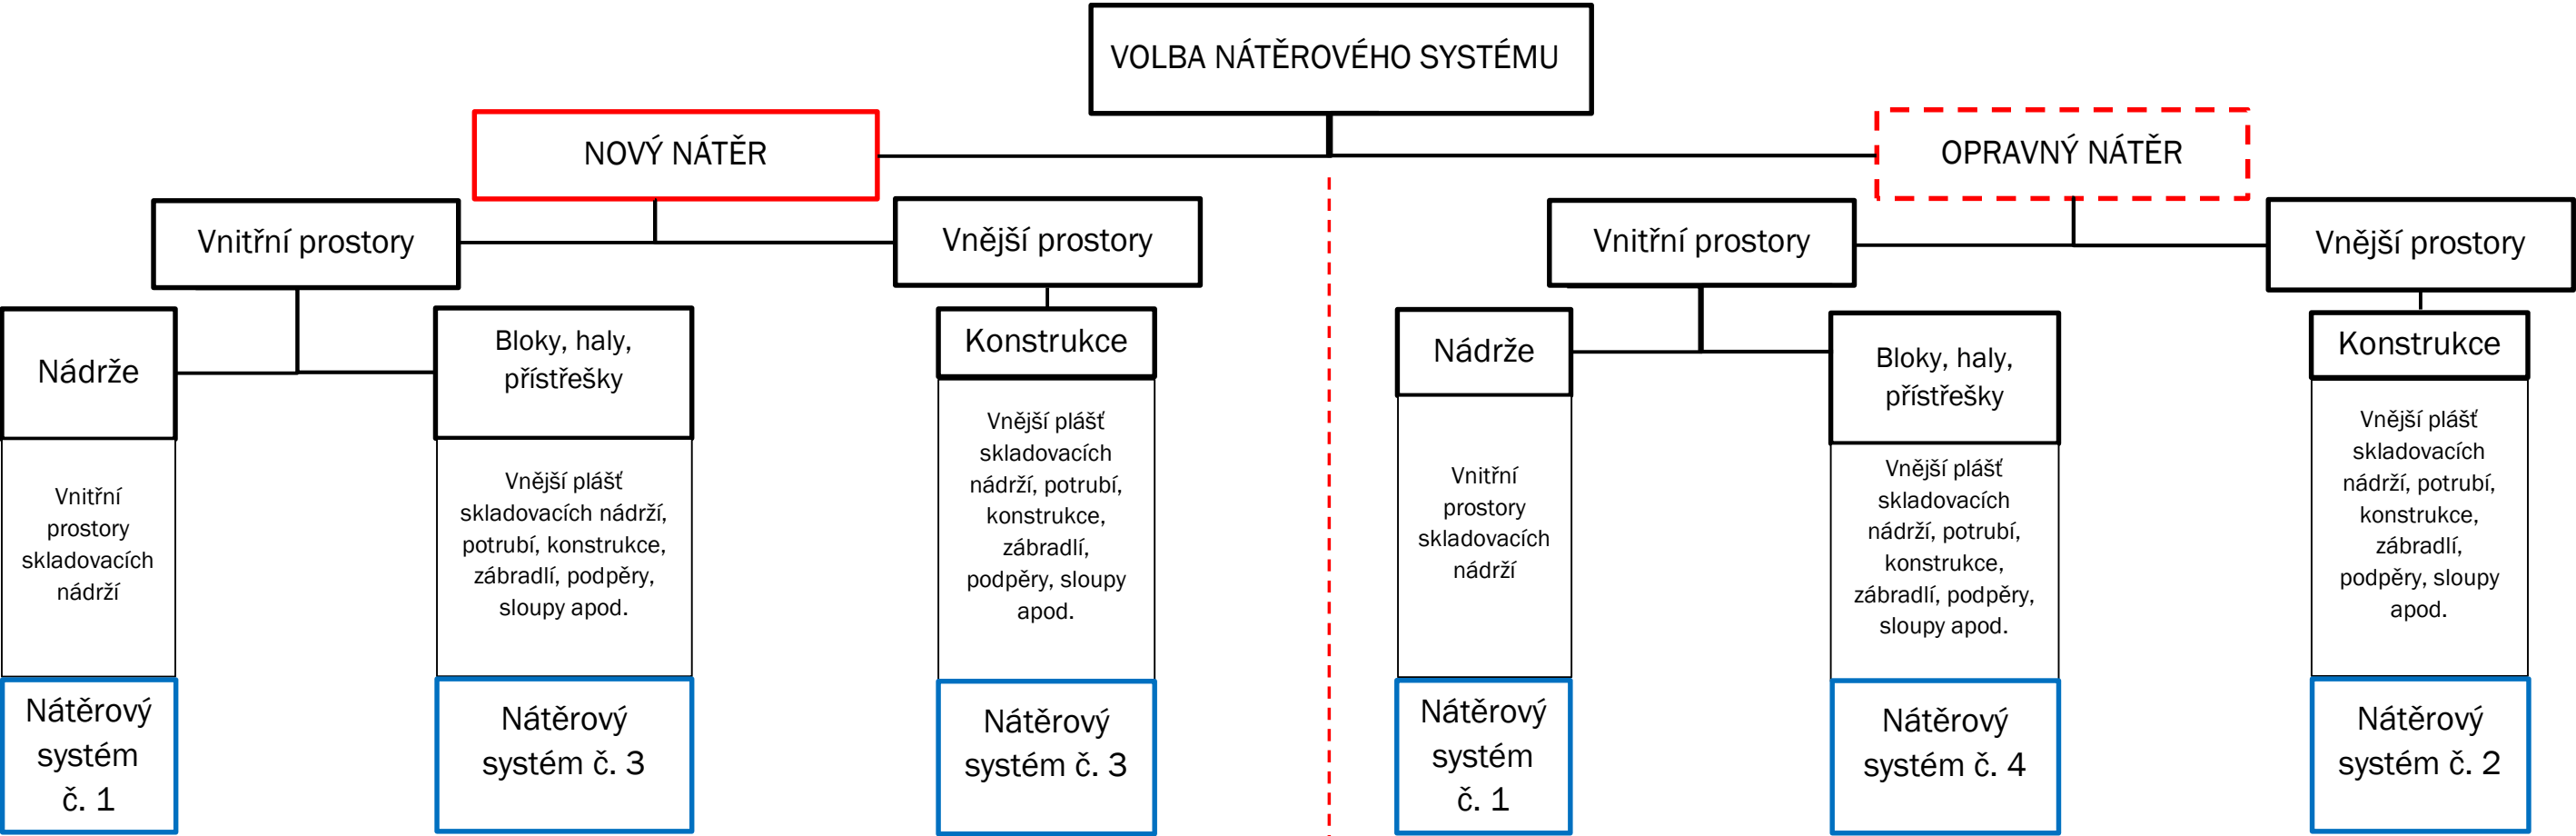 VOLBA NÁTĚROVÉHO SYSTÉMU
NOVÝ NÁTĚR
OPRAVNÝ NÁTĚR
Vnitřní prostory
Vnější prostory
Vnitřní prostory
Vnější prostory
Nádrže
Vnitřní
prostory
skladovacích
nádrží
Nátěrový
systém
č. 1
Bloky, haly,
přístřešky
Vnější plášť
skladovacích nádrží,
potrubí, konstrukce,
zábradlí, podpěry,
sloupy apod.
Nátěrový
systém č. 3
Konstrukce
Vnější plášť
skladovacích
nádrží, potrubí,
konstrukce,
zábradlí,
podpěry, sloupy
apod.
Nátěrový
systém č. 3
Nádrže
Vnitřní
prostory
skladovacích
nádrží
Nátěrový
systém
č. 1
Bloky, haly,
přístřešky
Vnější plášť
skladovacích
nádrží, potrubí,
konstrukce,
zábradlí, podpěry,
sloupy apod.
Nátěrový
systém č. 4
Konstrukce
Vnější plášť
skladovacích
nádrží, potrubí,
konstrukce,
zábradlí,
podpěry, sloupy
apod.
Nátěrový
systém č. 2